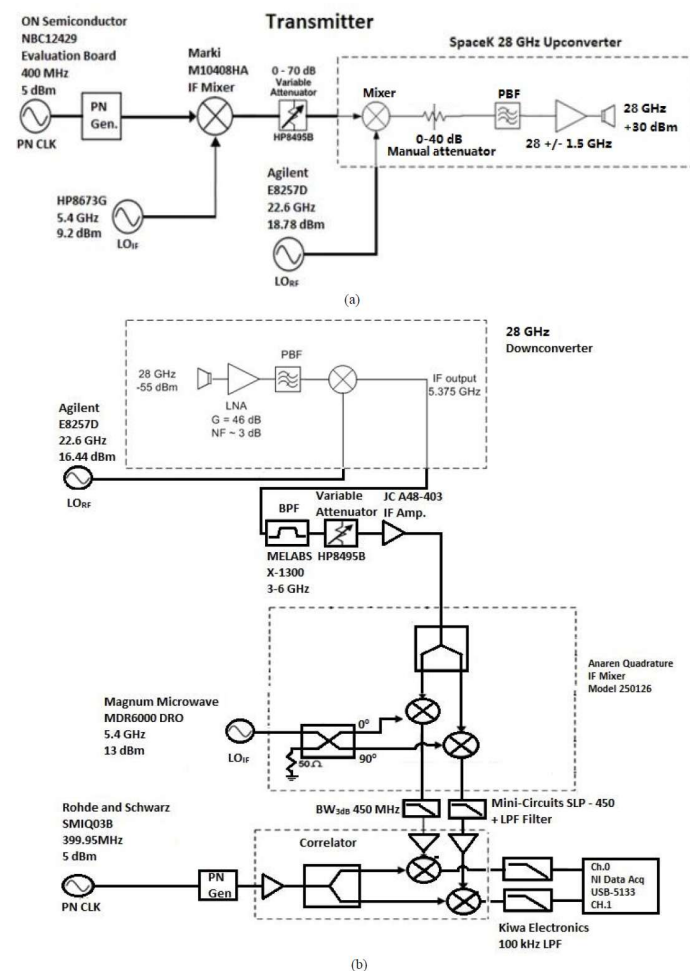 Transmitter
ON Semiconductor
NBC12429
Evaluation Board
400 MHz
5 dBm
PN CLK
PN
Gen.
Marki
M10408HA
IF Mixer
0 - 70 dB
Variable
Attenuator
HP8495B
HP8673G
5.4 GHz
9.2 dBm
LOIF
Agilent
E8257D
22.6 GHz
18.78 dBm
LORF
SpaceK 28 GHz Upconverter
Mixer
0-40 dB
Manual attenuator
PBF
28 +/- 1.5 GHz
28 GHz
+30 dBm
(a)
28 GHz
Downconverter
28 GHz
-55 dBm
LNA
G = 46 dB
NF ~ 3 dB
PBF
IF output
5.375 GHz
Agilent
E8257D
22.6 GHz
16.44 dBm
LORF
BPF
MELABS
X-1300
3-6 GHz
Variable
Attenuator
HP8495B
JC A48-403
IF Amp.
Anaren Quadrature
IF Mixer
Model 250126
Magnum Microwave
MDR6000 DRO
5.4 GHz
13 dBm
LOIF
50Ω
0°
90°
BW3dB 450 MHz
Mini-Circuits SLP - 450
+ LPF Filter
Rohde and Schwarz
SMIQ03B
399.95MHz
5 dBm
PN CLK
PN
Gen
Correlator
Ch.0
NI Data Acq
USB-5133
CH.1
Kiwa Electronics
100 kHz LPF
(b)